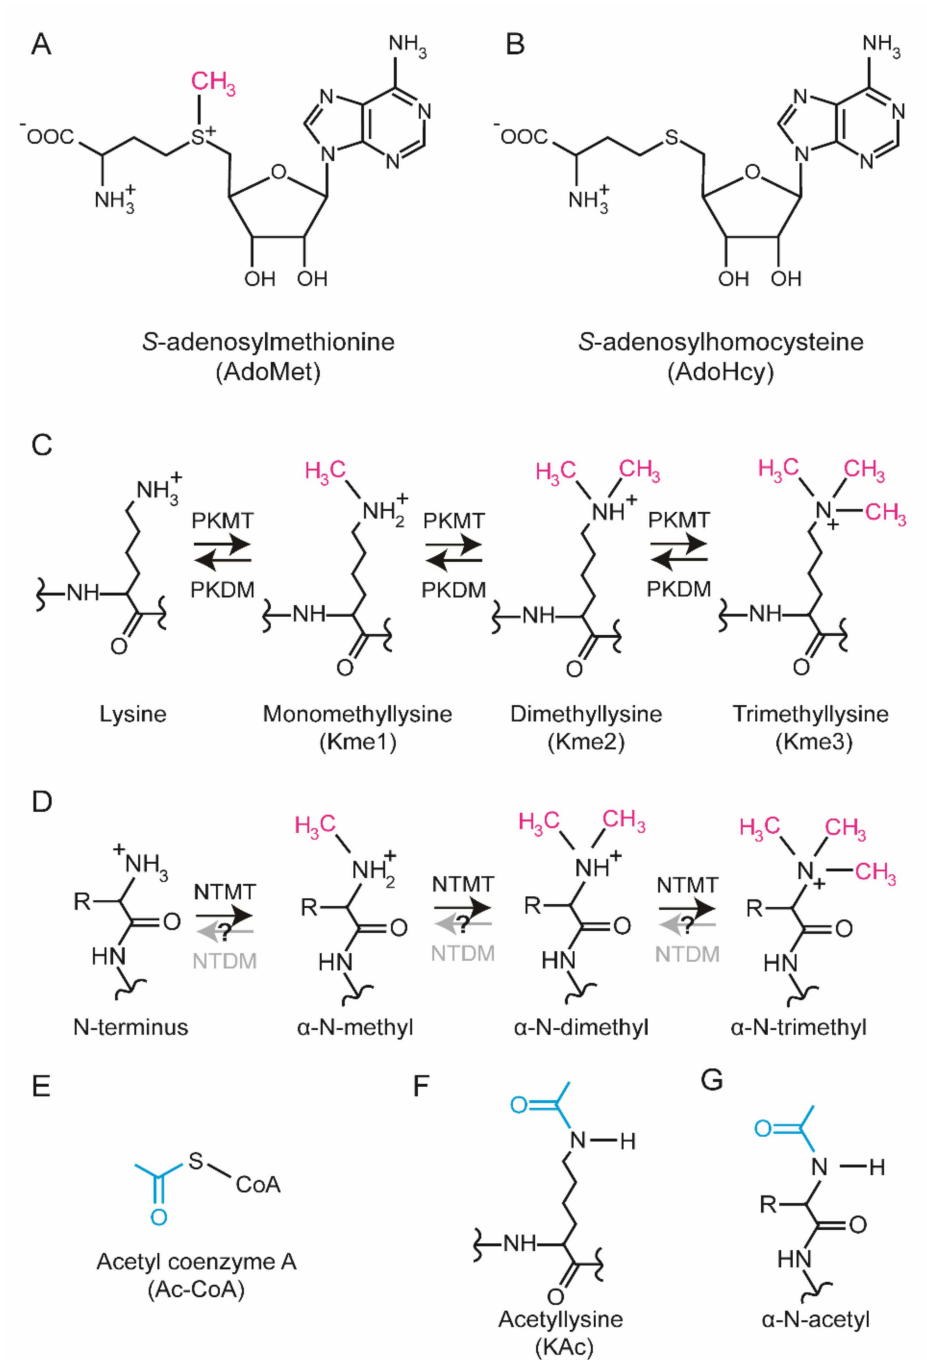 A
B
NH3
NH3
CH3
N
N
N
N
N
N
N
N
-OOC
S+
O
NH3+
OH OH
-OOC
S
O
NH3+
OH OH
S-adenosylmethionine
(AdoMet)
S-adenosylhomocysteine
(AdoHcy)
C
NH3+
NH
O
PKMT
PKDM
H3C
NH2+
NH
O
PKMT
PKDM
H3C CH3
NH+
NH
O
PKMT
PKDM
H3C CH3
N+ CH3
NH
O
Lysine
Monomethyllysine
(Kme1)
Dimethyllysine
(Kme2)
Trimethyllysine
(Kme3)
D
+NH3
R
O
HN
NTMT
?
NTDM
H3C
NH2+
R
O
HN
NTMT
?
NTDM
H3C CH3
NH+
R
O
HN
NTMT
?
NTDM
H3C CH3
N+ CH3
R
O
HN
N-terminus
α-N-methyl
α-N-dimethyl
α-N-trimethyl
E
S
CoA
O
Acetyl coenzyme A
(Ac-CoA)
F
O
N H
NH
O
Acetyllysine
(KAc)
G
O
N H
R
O
HN
α-N-acetyl